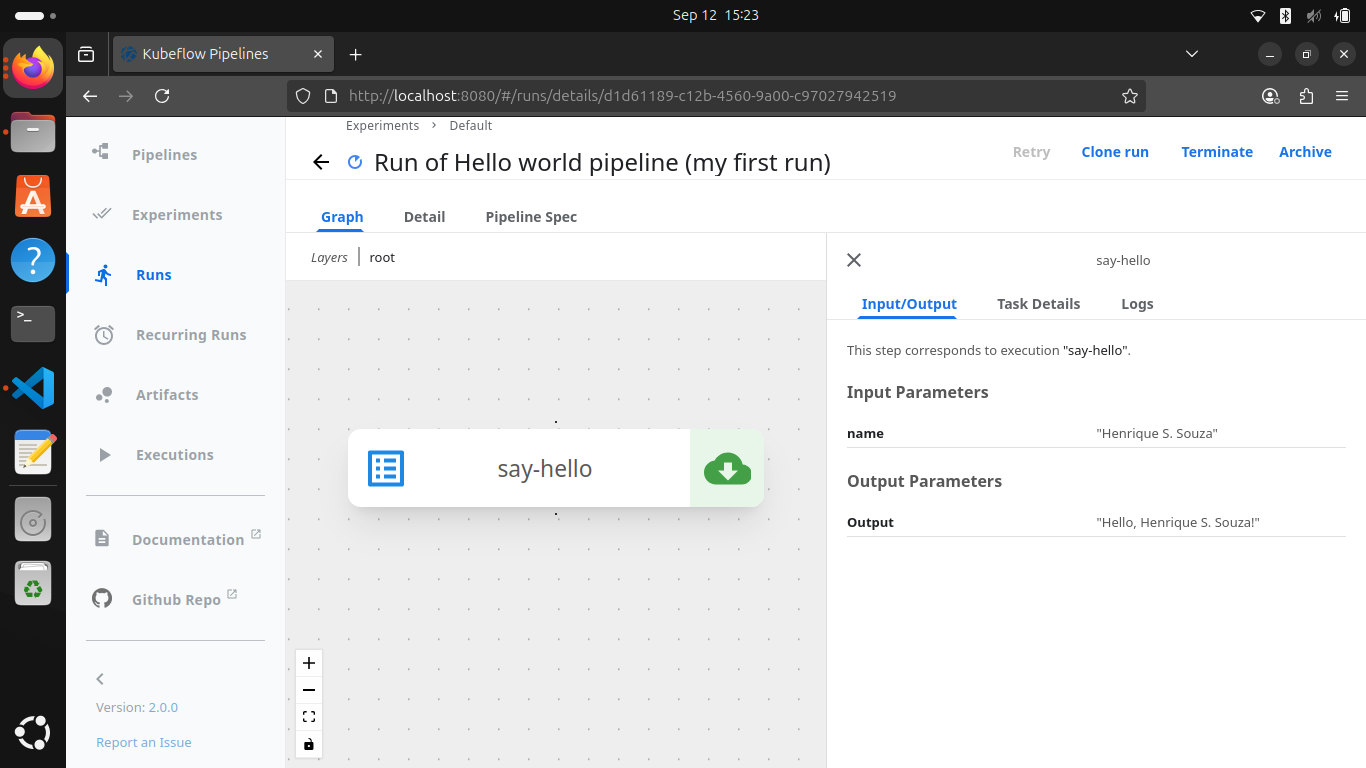 Sep 12 15:23
Kubeflow Pipelines
http://localhost:8080/#/runs/details/d1d61189-c12b-4560-9a00-c97027942519
Pipelines
Experiments
Runs
Recurring Runs
Artifacts
Executions
Documentation
Github Repo
Version: 2.0.0
Report an Issue
Experiments > Default
Run of Hello world pipeline (my first run)
Retry
Clone run
Terminate
Archive
Graph
Detail
Pipeline Spec
Layers root
say-hello
say-hello
Input/Output
Task Details
Logs
This step corresponds to execution "say-hello".
Input Parameters
name "Henrique S. Souza"
Output Parameters
Output "Hello, Henrique S. Souza!"